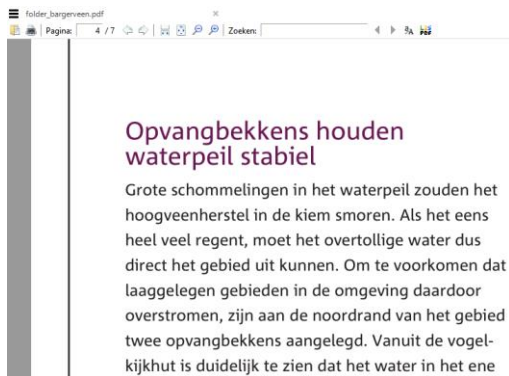 folder_bargerveen.pdf
Pagina: 4 / 7 Zoeken:
Opvangbekkens houden
waterpeil stabiel
Grote schommelingen in het waterpeil zouden het
hoogveenherstel in de kiem smoren. Als het eens
heel veel regent, moet het overtollige water dus
direct het gebied uit kunnen. Om te voorkomen dat
laaggelegen gebieden in de omgeving daardoor
overstromen, zijn aan de noordrand van het gebied
twee opvangbekkens aangelegd. Vanuit de vogel-
kijkhut is duidelijk te zien dat het water in het ene